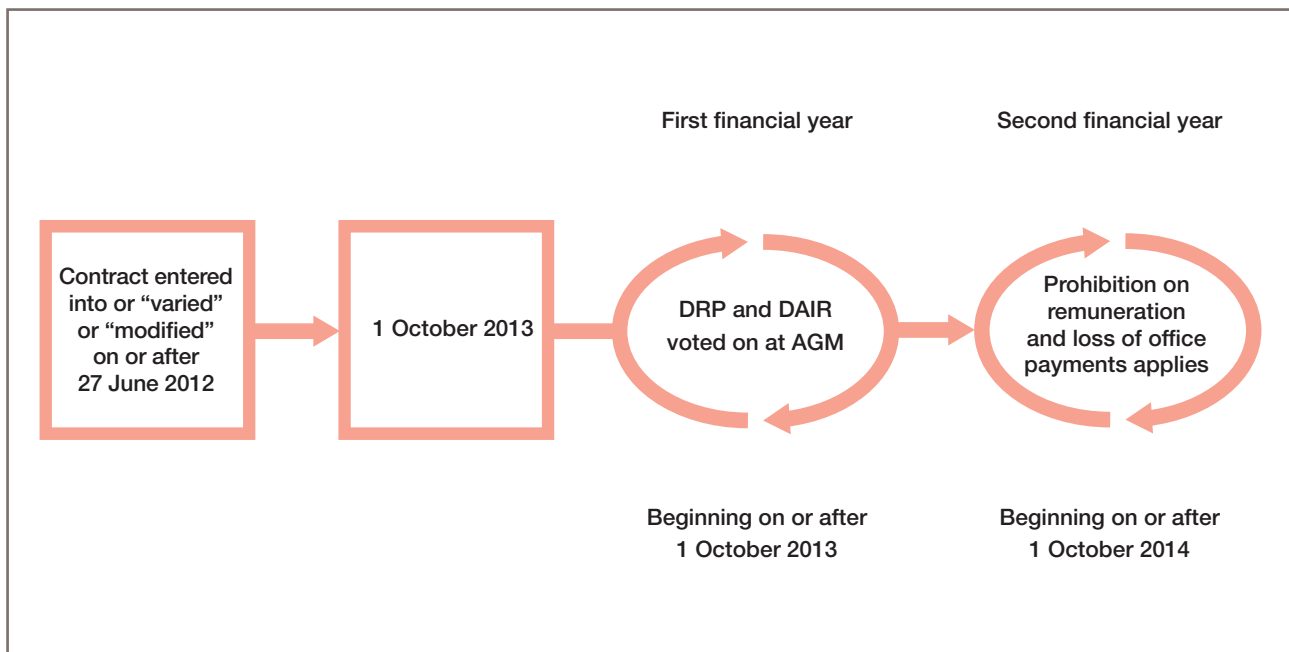 First financial year
Second financial year
Contract entered
into or “varied”
or “modified”
on or after
27 June 2012
1 October 2013
DRP and DAIR
voted on at AGM
Prohibition on
remuneration
and loss of office
payments applies
Beginning on or after
1 October 2013
Beginning on or after
1 October 2014